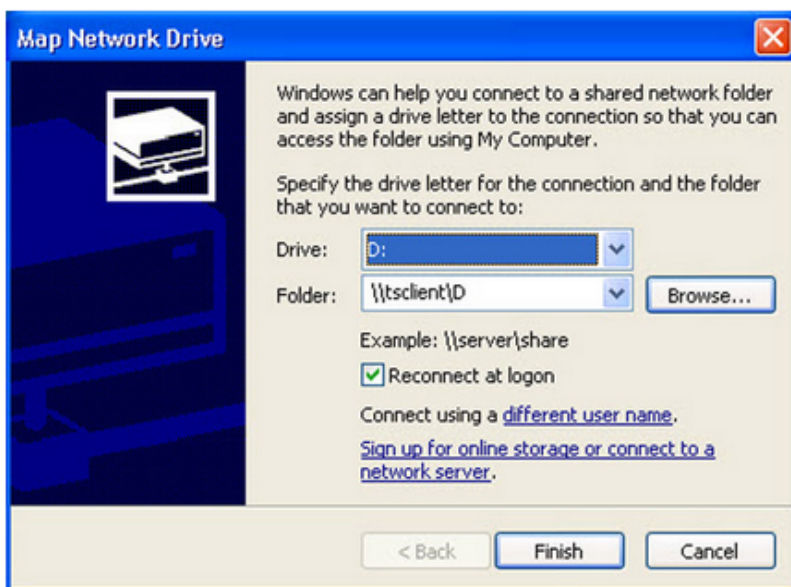 Map Network Drive
Windows can help you connect to a shared network folder
and assign a drive letter to the connection so that you can
access the folder using My Computer.
Specify the drive letter for the connection and the folder
that you want to connect to:
Drive: D:
Folder: \\tsclient\D Browse...
Example: \\server\share
Reconnect at logon
Connect using a different user name.
Sign up for online storage or connect to a
network server.
< Back Finish Cancel